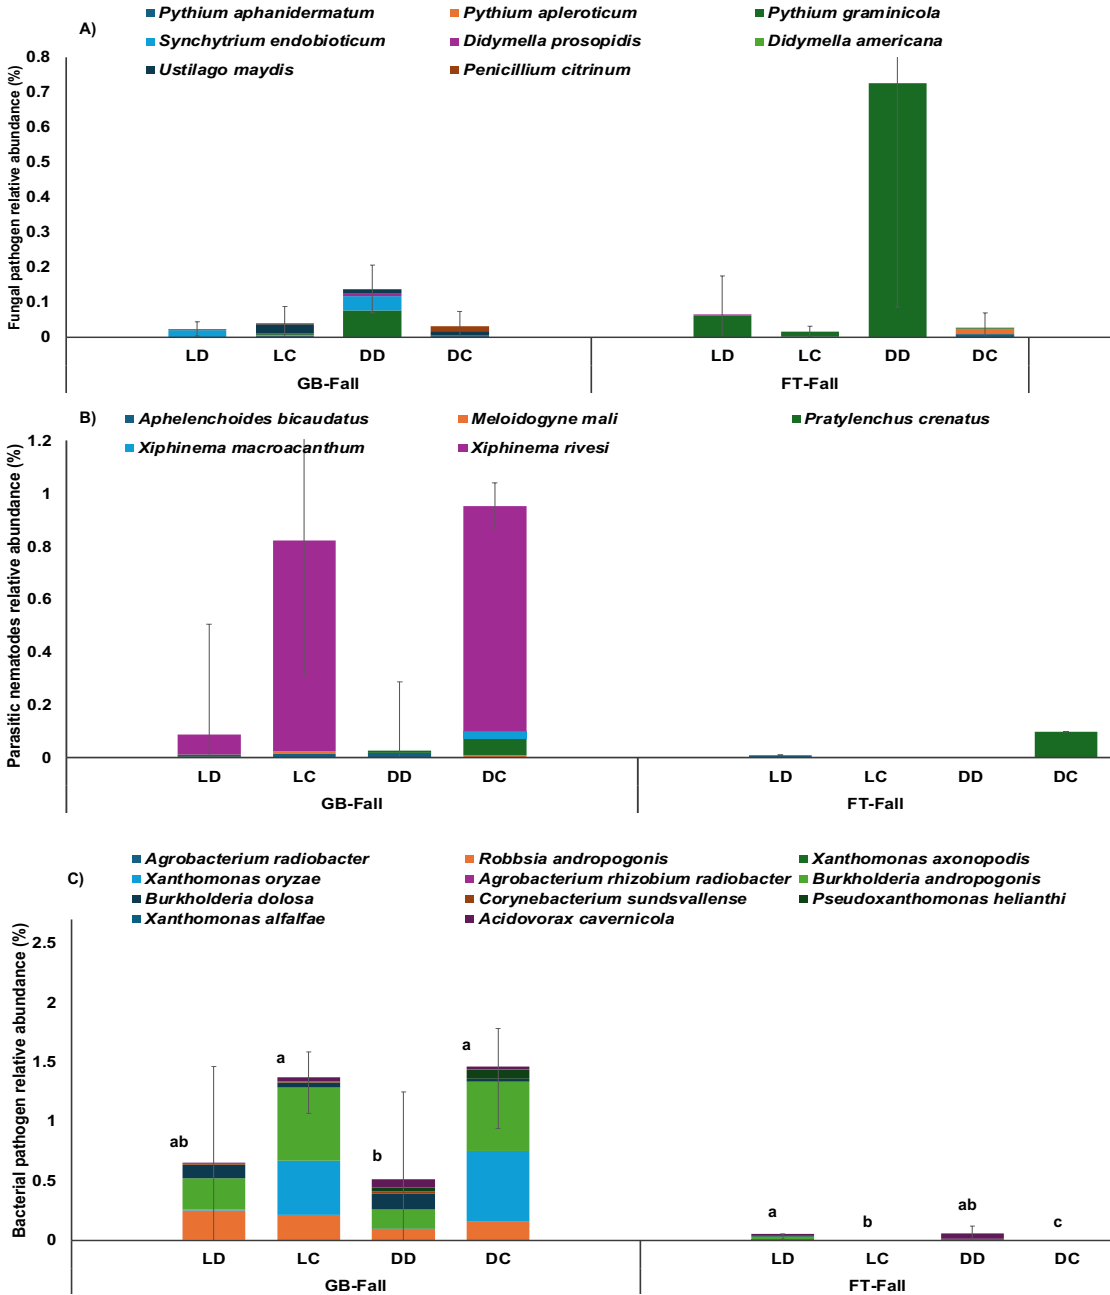 A)
Pythium aphanidermatum Pythium apleroticum Pythium graminicola
Synchytrium endobioticum Didymella prosopidis Didymella americana
Ustilago maydis Penicillium citrinum
Fungal pathogen relative abundance (%)
0.8
0.7
0.6
0.5
0.4
0.3
0.2
0.1
0
LD LC DD DC LD LC DD DC
GB-Fall FT-Fall
B)
Aphelenchoides bicaudatus Meloidogyne mali Pratylenchus crenatus
Xiphinema macroacanthum Xiphinema rivesi
Parasitic nematodes relative abundance (%)
1.2
1
0.8
0.6
0.4
0.2
0
LD LC DD DC LD LC DD DC
GB-Fall FT-Fall
C)
Agrobacterium radiobacter Robbsia andropogonis Xanthomonas axonopodis
Xanthomonas oryzae Agrobacterium rhizobium radiobacter Burkholderia andropogonis
Burkholderia dolosa Corynebacterium sundsvallense Pseudoxanthomonas helianthi
Xanthomonas alfalfae Acidovorax cavernicola
Bacterial pathogen relative abundance (%)
2.5
2
1.5
1
0.5
0
ab a b a a b ab c
LD LC DD DC LD LC DD DC
GB-Fall FT-Fall